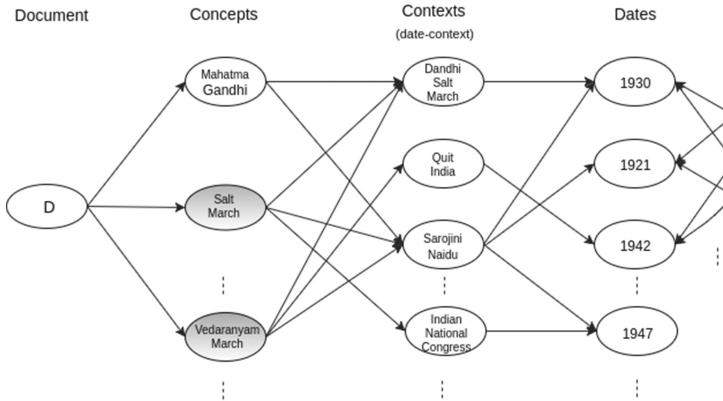 Document
Concepts
Contexts
(date-context)
Dates
D
Mahatma
Gandhi
Salt
March
Vedaranyam
March
Dandhi
Salt
March
Quit
India
Sarojini
Naidu
Indian
National
Congress
1930
1921
1942
1947